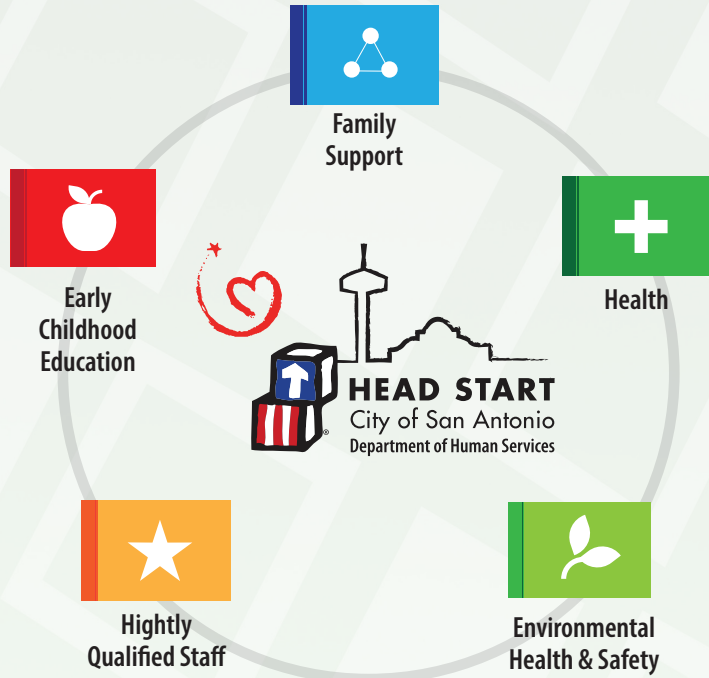 Family
Support
Early
Childhood
Education
Health
HEAD START
City of San Antonio
Department of Human Services
®
Hightly
Qualified Staff
Environmental
Health & Safety